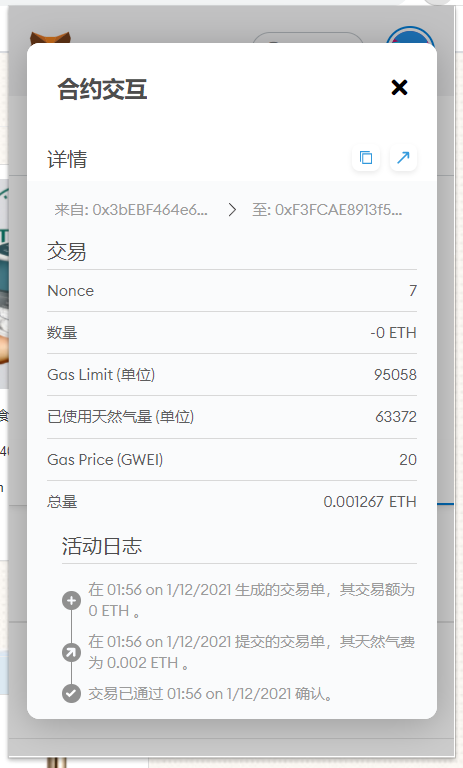 合约交互
详情
来自: 0x3bEBF464e6... > 至: 0xF3FCAE8913f5...
交易
Nonce 7
数量 -0 ETH
Gas Limit (单位) 95058
已使用天然气量 (单位) 63372
Gas Price (GWEI) 20
总量 0.001267 ETH
活动日志
在 01:56 on 1/12/2021 生成的交易单，其交易额为
0 ETH 。
在 01:56 on 1/12/2021 提交的交易单，其天然气费
为 0.002 ETH 。
交易已通过 01:56 on 1/12/2021 确认。